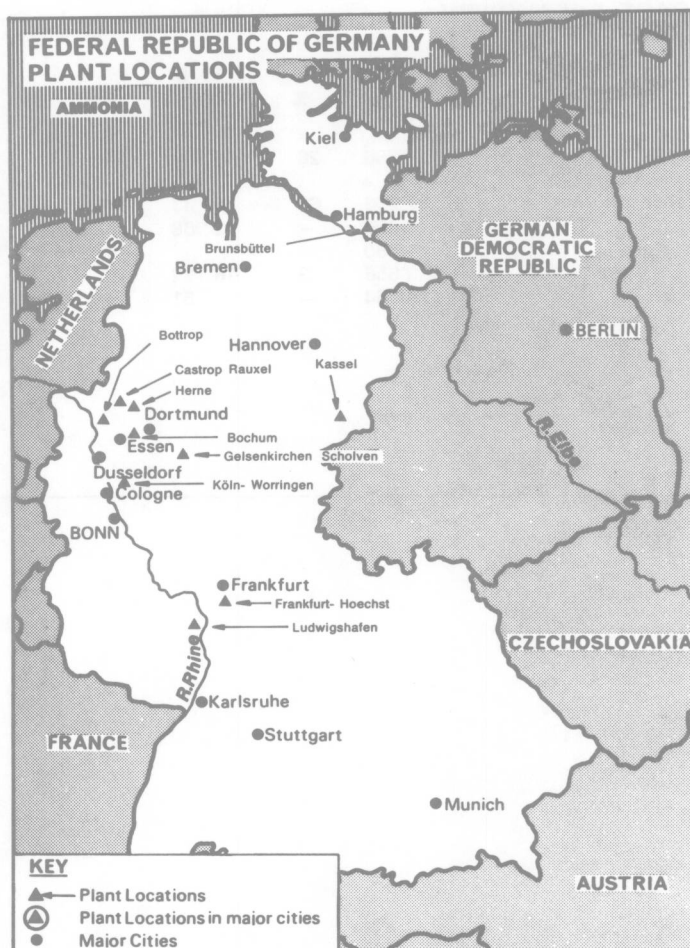 FEDERAL REPUBLIC OF GERMANY
PLANT LOCATIONS
AMMONIA
Kiel
Hamburg
Brunsbüttel
Bremen
GERMAN
DEMOCRATIC
REPUBLIC
NETHERLANDS
BERLIN
Bottrop
Hannover
Castrop Rauxel
Kassel
Herne
Dortmund
Essen
Bochum
Gelsenkirchen Scholven
R.Elbe
Dusseldorf
Köln- Worringen
Cologne
BONN
Frankfurt
Frankfurt- Hoechst
Ludwigshafen
CZECHOSLOVAKIA
R.Rhine
Karlsruhe
Stuttgart
FRANCE
Munich
KEY
Plant Locations
Plant Locations in major cities
Major Cities
AUSTRIA